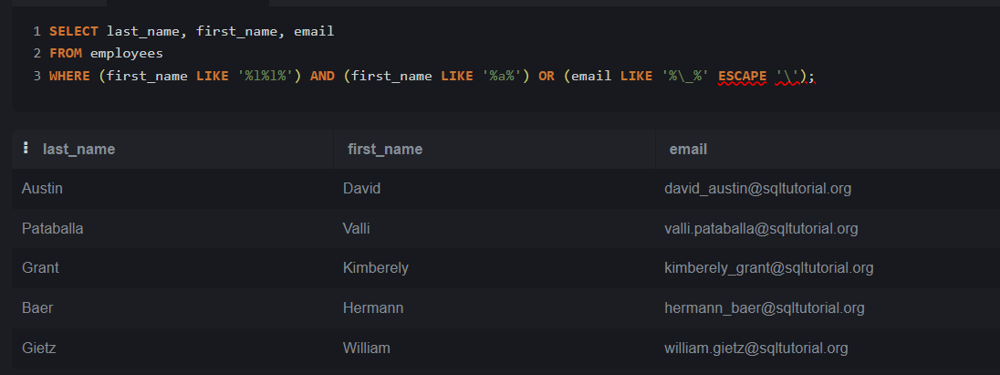 1 SELECT last_name, first_name, email
2 FROM employees
3 WHERE (first_name LIKE '%l%l%') AND (first_name LIKE '%a%') OR (email LIKE '%\_%' ESCAPE '\');
last_name first_name email
Austin David david_austin@sqltutorial.org
Pataballa Valli valli.pataballa@sqltutorial.org
Grant Kimberely kimberely_grant@sqltutorial.org
Baer Hermann hermann_baer@sqltutorial.org
Gietz William william.gietz@sqltutorial.org